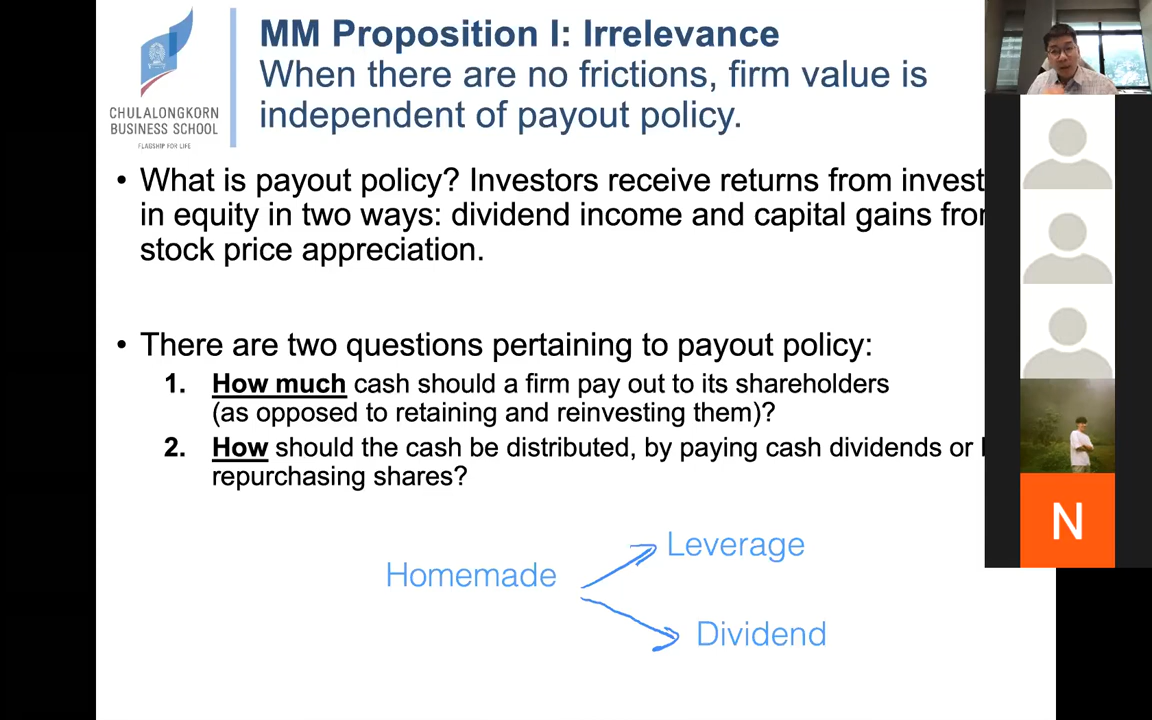 MM Proposition I: Irrelevance
When there are no frictions, firm value is
independent of payout policy.
CHULALONGKORN
BUSINESS SCHOOL
FLAGSHIP FOR LIFE
• What is payout policy? Investors receive returns from invest
in equity in two ways: dividend income and capital gains from
stock price appreciation.
• There are two questions pertaining to payout policy:
1. How much cash should a firm pay out to its shareholders
(as opposed to retaining and reinvesting them)?
2. How should the cash be distributed, by paying cash dividends or
repurchasing shares?
Leverage
Homemade
Dividend
N